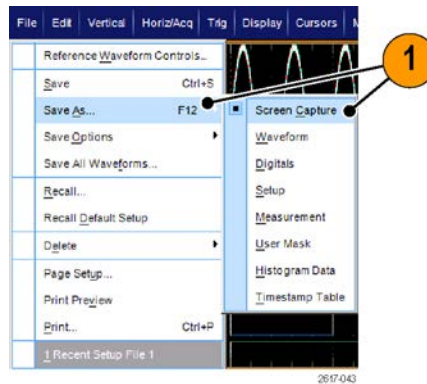 File Edit Vertical Horiz/Acq Trig Display Cursors
Reference Waveform Controls...
Save Ctrl+S
Save As... F12
Save Options
Save All Waveforms...
Recall...
Recall Default Setup
Delete
Page Setup...
Print Preview
Print... Ctrl+P
1 Recent Setup File 1
Screen Capture
Waveform
Digitals
Setup
Measurement
User Mask
Histogram Data
Timestamp Table
1
2617-043